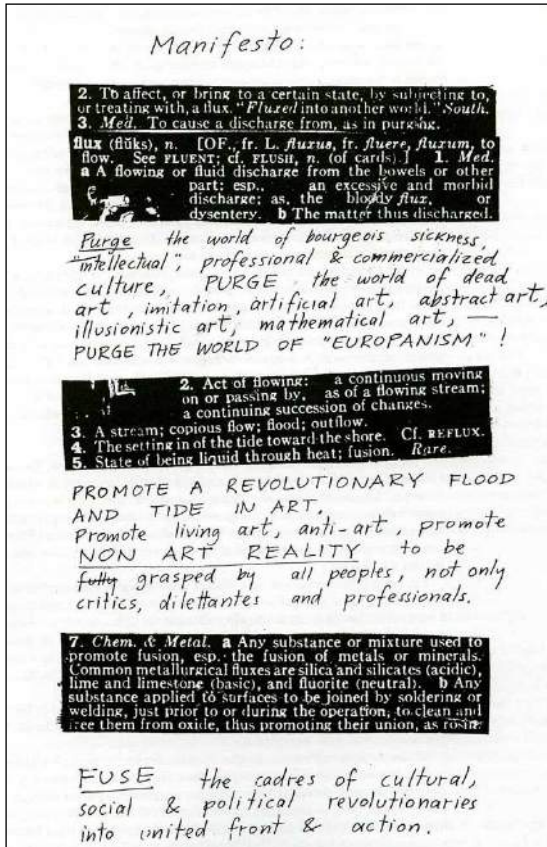 Manifesto:
2. To affect, or bring to a certain state, by subjecting to,
or treating with, a flux. "Fluxed into another world." South.
3. Med. To cause a discharge from, as in purging.
flux (flŭks), n. [OF., fr. L. fluxus, fr. fluere, fluxum, to
flow. See FLUENT; cf. FLUSH, n. (of cards).] 1. Med.
a A flowing or fluid discharge from the bowels or other
part: esp., an excessive and morbid
discharge; as, the bloody flux, or
dysentery. b The matter thus discharged.
Purge the world of bourgeois sickness,
"intellectual", professional & commercialized
culture, PURGE the world of dead
art, imitation, artificial art, abstract art,
illusionistic art, mathematical art, —
PURGE THE WORLD OF "EUROPANISM"!
2. Act of flowing: a continuous moving
on or passing by, as of a flowing stream;
a continuing succession of changes.
3. A stream; copious flow; flood; outflow.
4. The setting in of the tide toward the shore. Cf. REFLUX.
5. State of being liquid through heat; fusion. Rare.
PROMOTE A REVOLUTIONARY FLOOD
AND TIDE IN ART,
Promote living art, anti-art, promote
NON ART REALITY to be
fully grasped by all peoples, not only
critics, dilettantes and professionals.
7. Chem. & Metal. a Any substance or mixture used to
promote fusion, esp. the fusion of metals or minerals.
Common metallurgical fluxes are silica and silicates (acidic),
lime and limestone (basic), and fluorite (neutral). b Any
substance applied to surfaces to be joined by soldering or
welding, just prior to or during the operation, to clean and
free them from oxide, thus promoting their union, as rosin.
FUSE the cadres of cultural,
social & political revolutionaries
into united front & action.